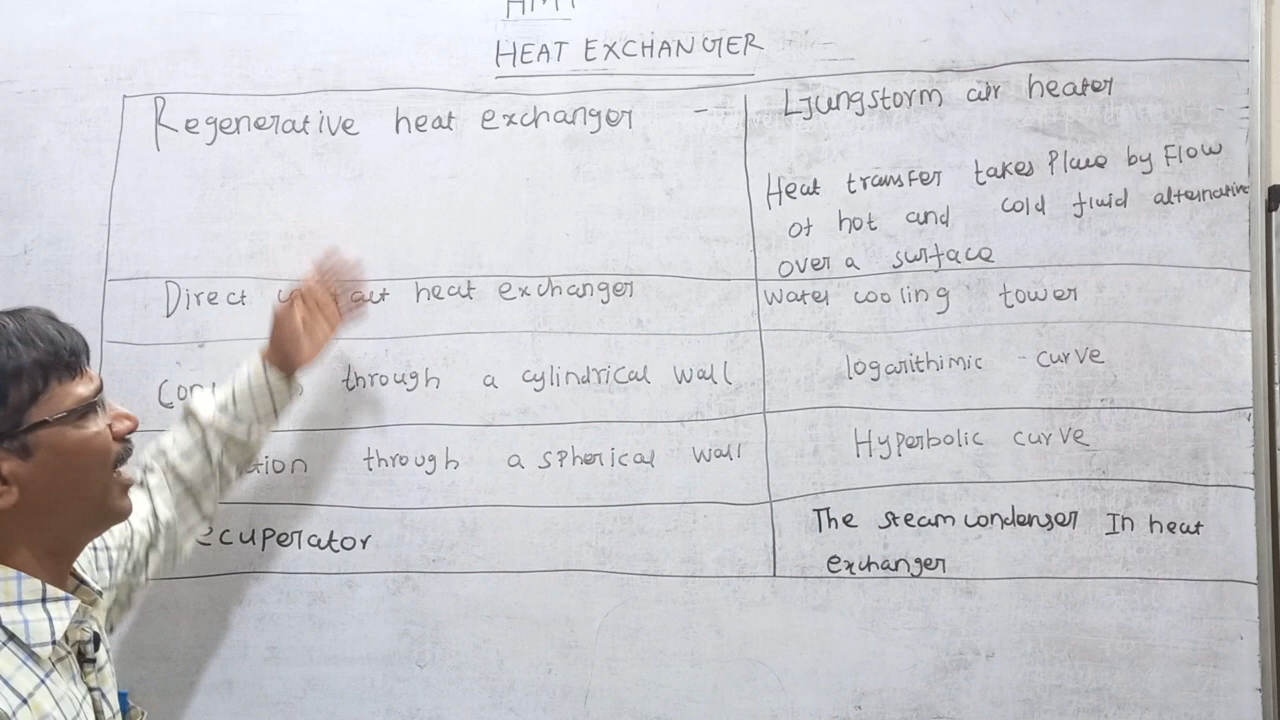 HMT
HEAT EXCHANGER
Regenerative heat exchanger -- Ljungstorm air heater
Heat transfer takes Place by Flow
of hot and cold fluid alternative
over a surface
Direct heat exchanger water cooling tower
through a cylindrical wall logarithimic - curve
through a spherical wall Hyperbolic curve
ecuperator The steam condenser In heat
exchanger